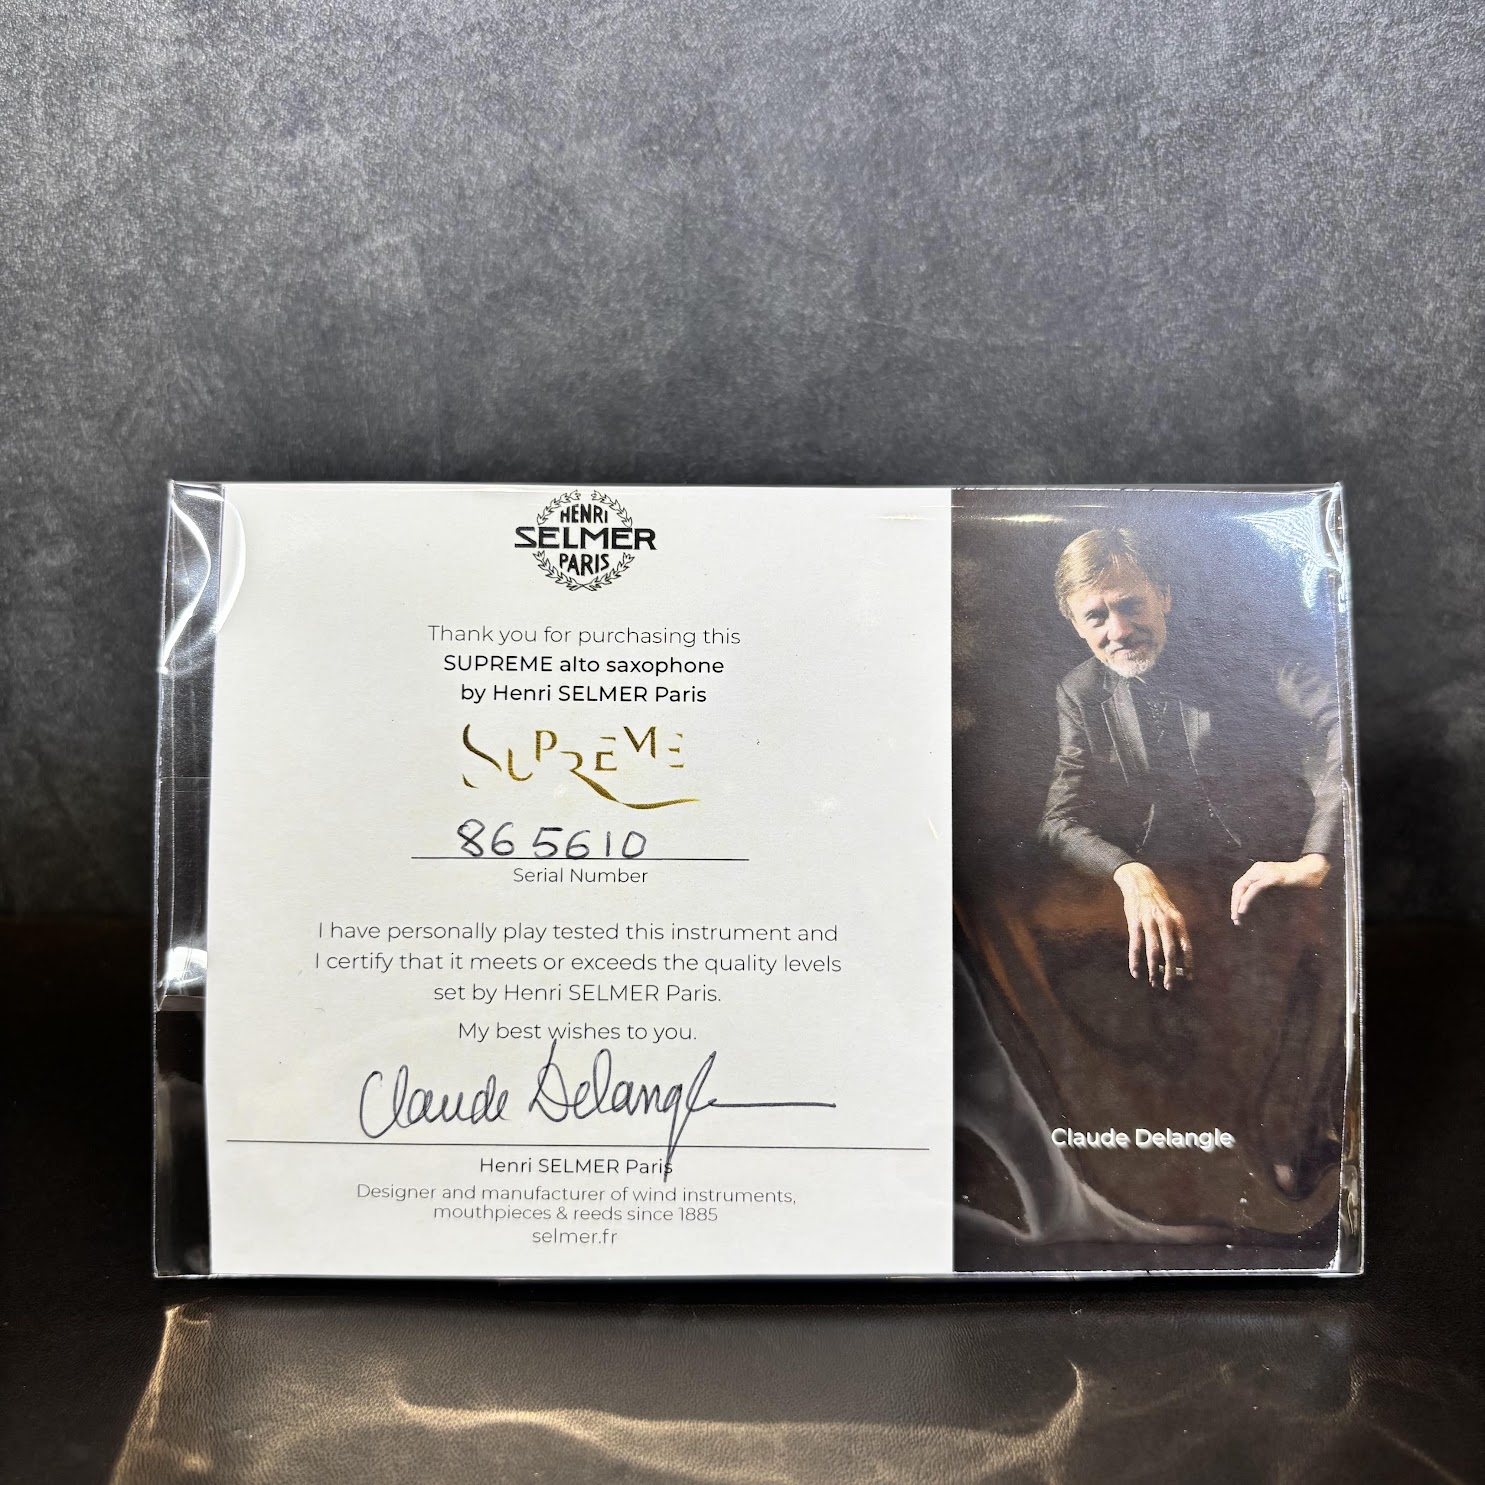 HENRI
SELMER
PARIS
Thank you for purchasing this
SUPREME alto saxophone
by Henri SELMER Paris
SUPREME
865610
Serial Number
I have personally play tested this instrument and
I certify that it meets or exceeds the quality levels
set by Henri SELMER Paris.
My best wishes to you.
Claude Delangle
Henri SELMER Paris
Designer and manufacturer of wind instruments,
mouthpieces & reeds since 1885
selmer.fr
Claude Delangle